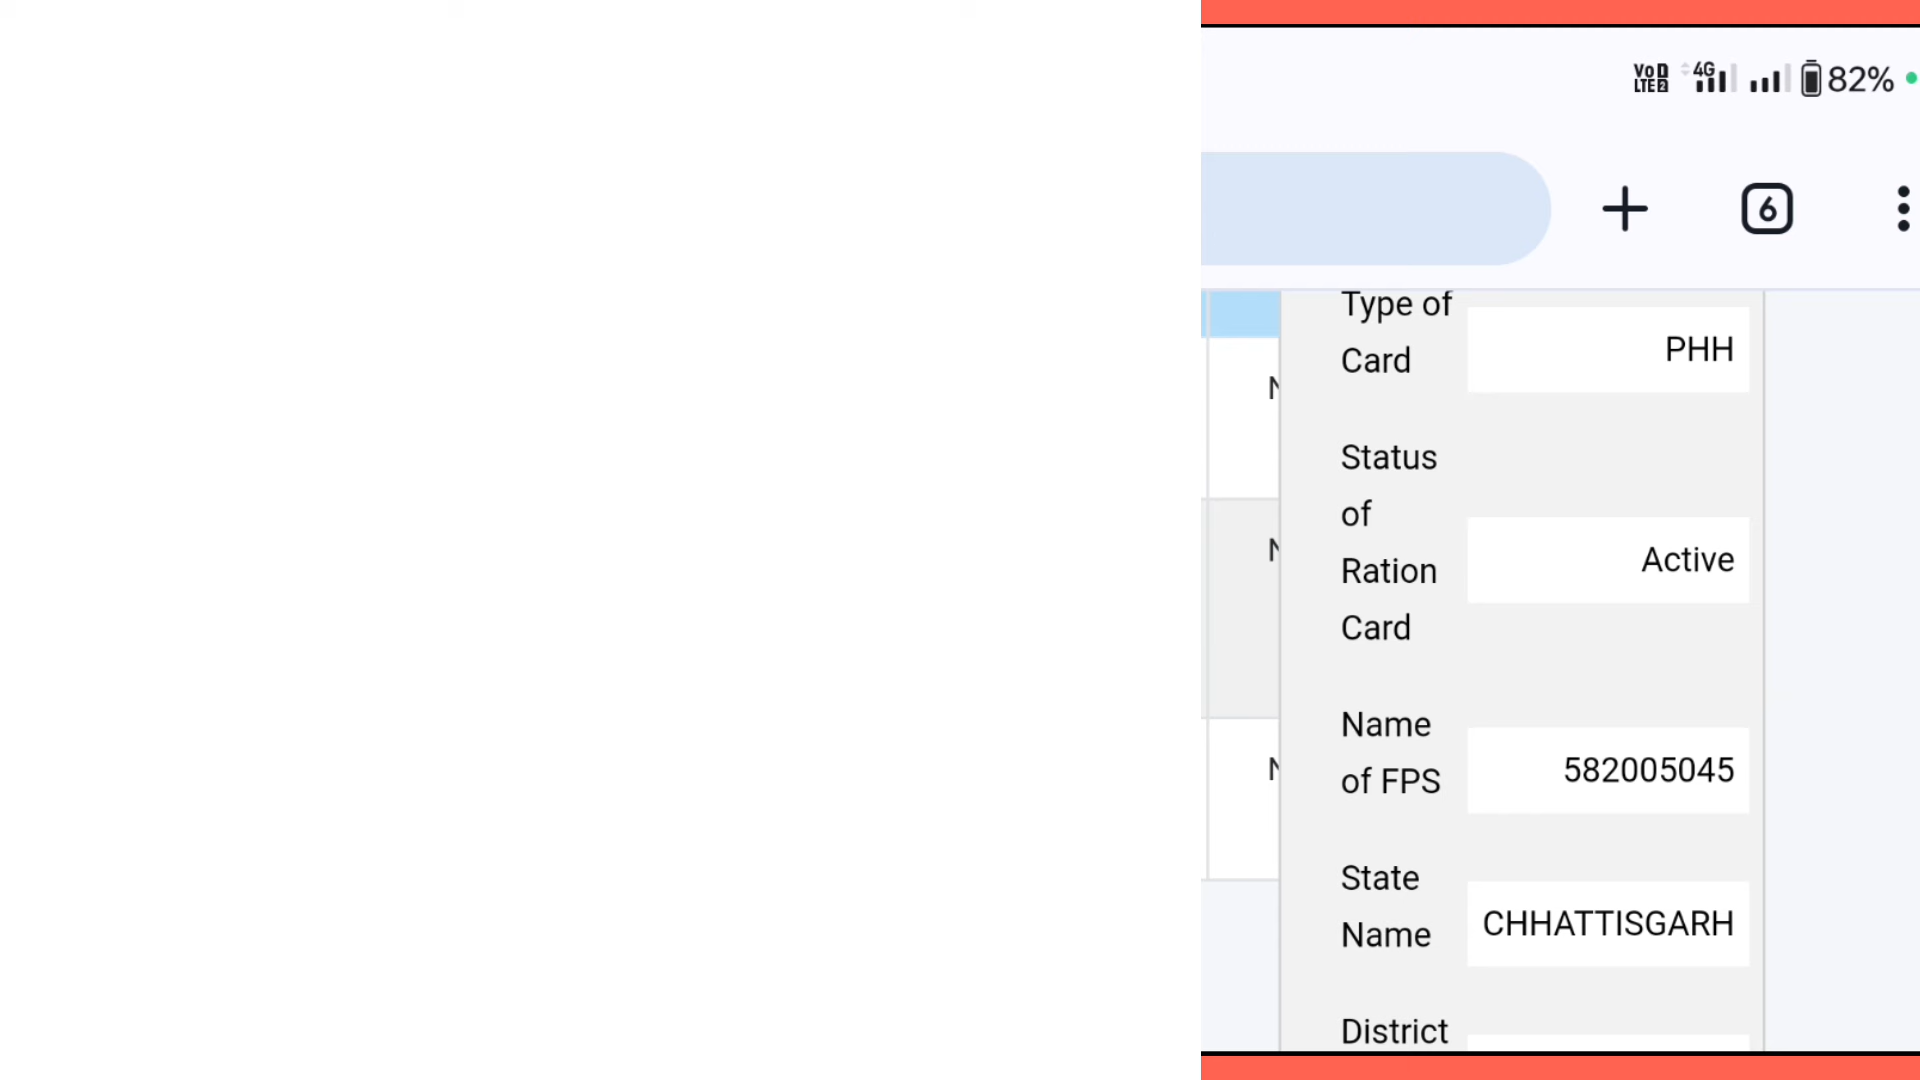 VoD LTE2 4G 82%
6
Type of
Card
PHH
Status
of
Ration
Card
Active
Name
of FPS
582005045
State
Name
CHHATTISGARH
District